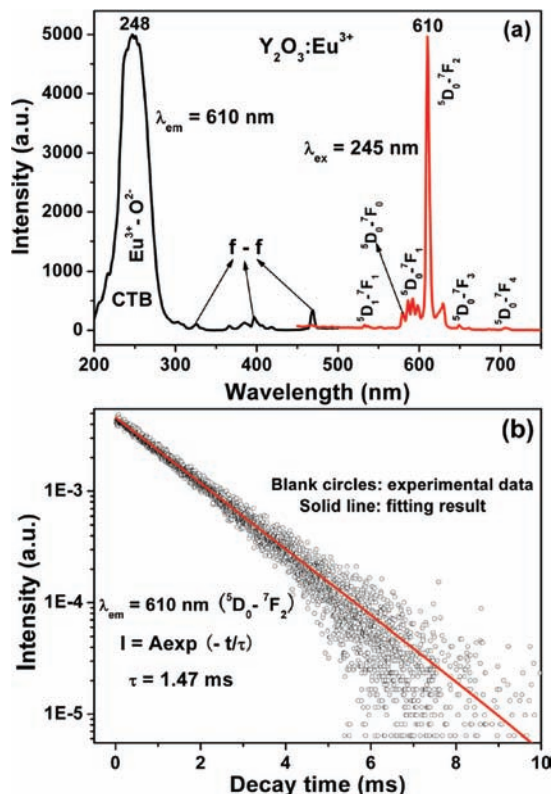 248
610
Y₂O₃:Eu³⁺
(a)
λem = 610 nm
λex = 245 nm
Eu³⁺- O²⁻
CTB
f - f
⁵D₁-⁷F₁
⁵D₀-⁷F₀
⁵D₀-⁷F₁
⁵D₀-⁷F₂
⁵D₀-⁷F₃
⁵D₀-⁷F₄
Intensity (a.u.)
5000
4000
3000
2000
1000
0
200 300 400 500 600 700
Wavelength (nm)
(b)
Blank circles: experimental data
Solid line: fitting result
λem = 610 nm (⁵D₀- ⁷F₂)
I = Aexp (- t/τ)
τ = 1.47 ms
Intensity (a.u.)
1E-3
1E-4
1E-5
0 2 4 6 8 10
Decay time (ms)